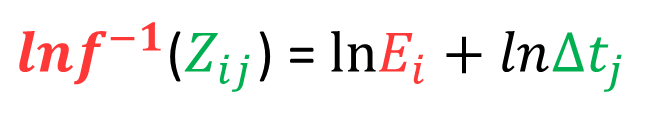 lnf⁻¹(Zᵢⱼ) = lnEᵢ + lnΔtⱼ